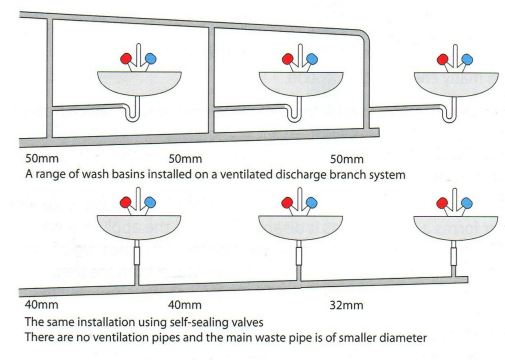 50mm 50mm 50mm
A range of wash basins installed on a ventilated discharge branch system
40mm 40mm 32mm
The same installation using self-sealing valves
There are no ventilation pipes and the main waste pipe is of smaller diameter